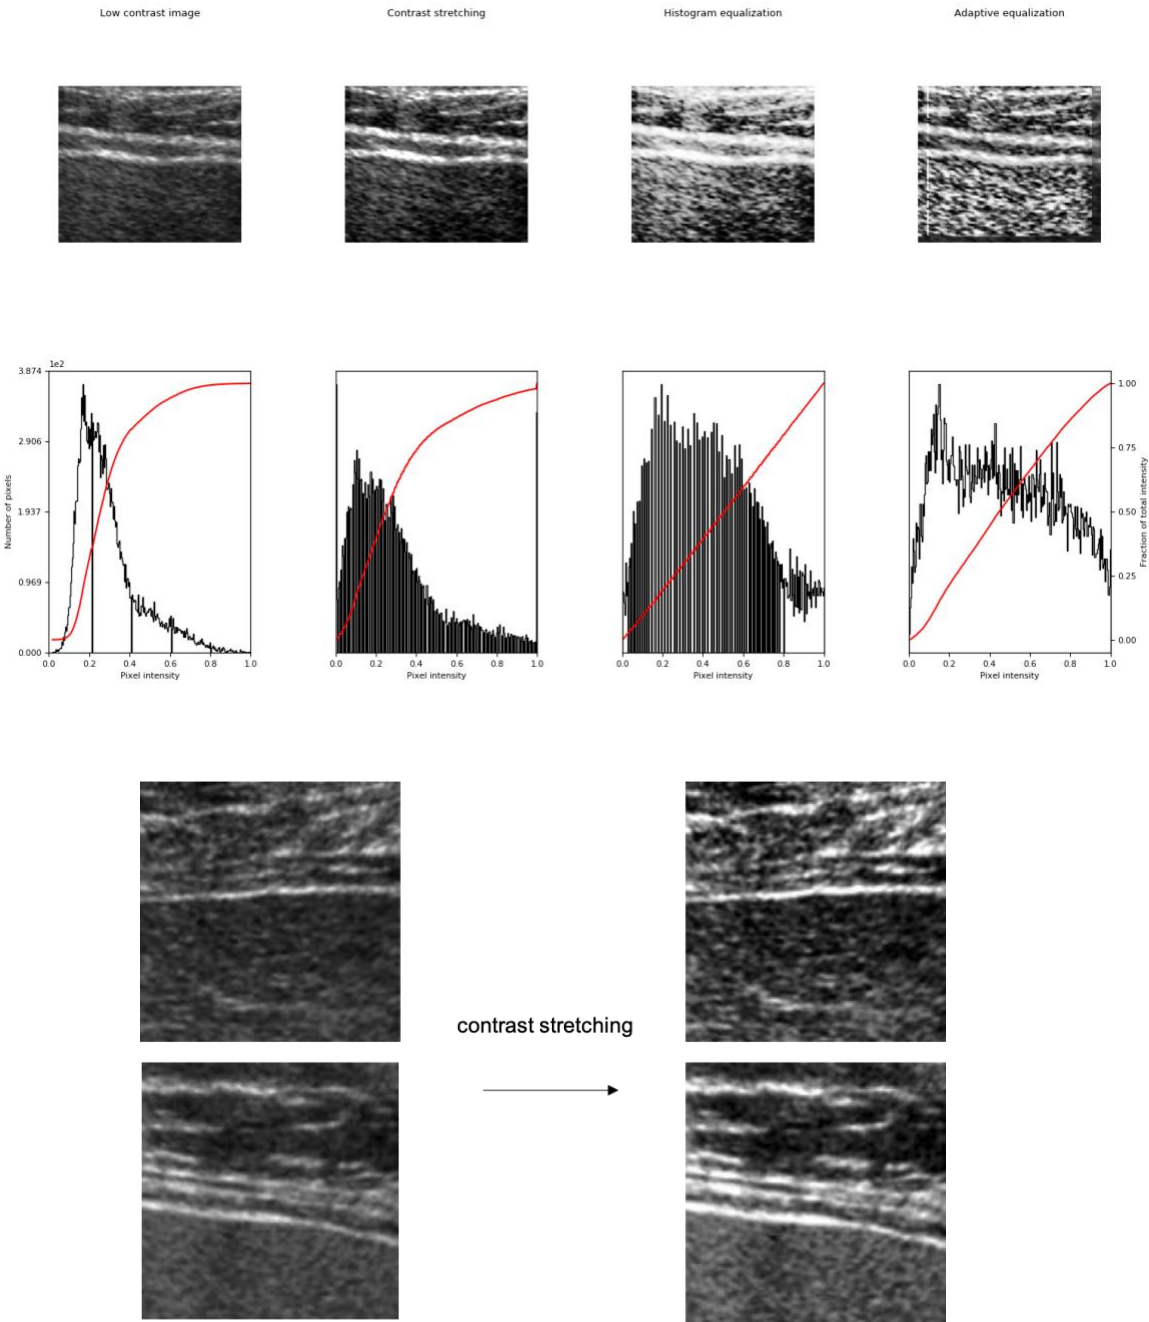 Low contrast image
Contrast stretching
Histogram equalization
Adaptive equalization
1e2
3.874
2.906
1.937
0.969
0.000
Number of pixels
0.0 0.2 0.4 0.6 0.8 1.0
Pixel intensity
0.0 0.2 0.4 0.6 0.8 1.0
Pixel intensity
0.0 0.2 0.4 0.6 0.8 1.0
Pixel intensity
0.0 0.2 0.4 0.6 0.8 1.0
Pixel intensity
1.00
0.75
0.50
0.25
0.00
Fraction of total intensity
contrast stretching